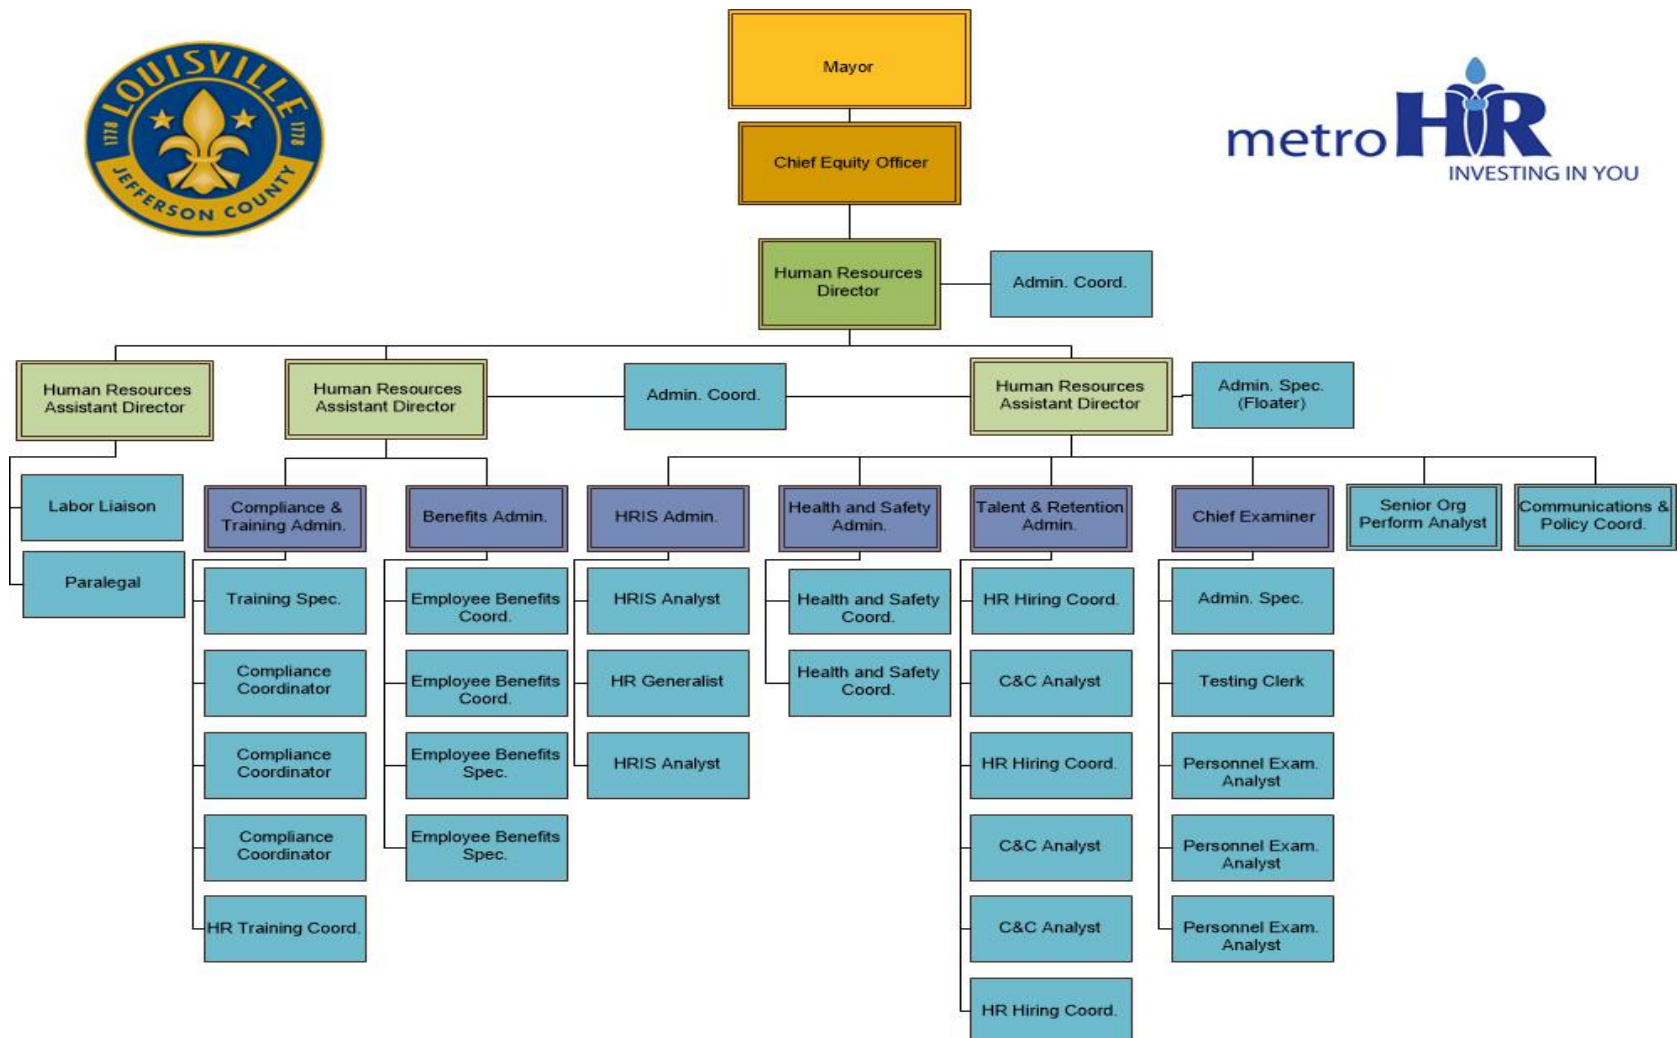 Mayor
LOUISVILLE
1778
1778
JEFFERSON COUNTY
metro HR
INVESTING IN YOU
Chief Equity Officer
Human Resources
Director
Admin. Coord.
Human Resources
Assistant Director
Human Resources
Assistant Director
Admin. Coord.
Human Resources
Assistant Director
Admin. Spec.
(Floater)
Labor Liaison
Paralegal
Compliance &
Training Admin.
Benefits Admin.
HRIS Admin.
Health and Safety
Admin.
Talent & Retention
Admin.
Chief Examiner
Senior Org
Perform Analyst
Communications &
Policy Coord.
Training Spec.
Compliance
Coordinator
Compliance
Coordinator
Compliance
Coordinator
HR Training Coord.
Employee Benefits
Coord.
Employee Benefits
Coord.
Employee Benefits
Spec.
Employee Benefits
Spec.
HRIS Analyst
HR Generalist
HRIS Analyst
Health and Safety
Coord.
Health and Safety
Coord.
HR Hiring Coord.
C&C Analyst
HR Hiring Coord.
C&C Analyst
C&C Analyst
HR Hiring Coord.
Admin. Spec.
Testing Clerk
Personnel Exam.
Analyst
Personnel Exam.
Analyst
Personnel Exam.
Analyst